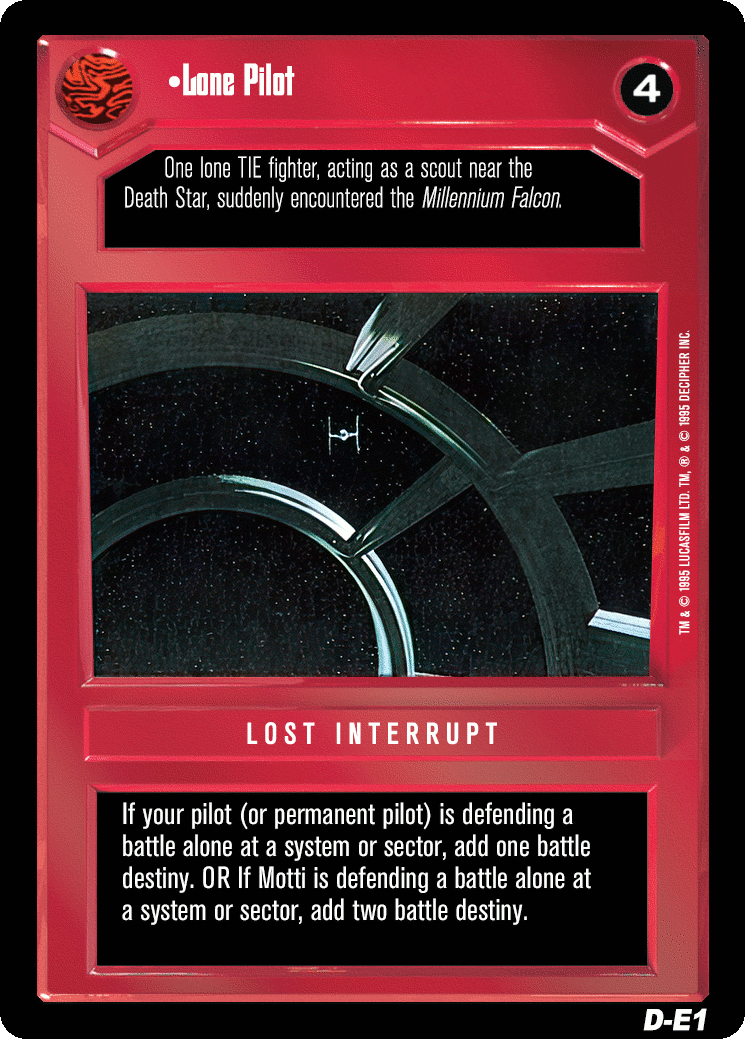 •Lone Pilot
4
One lone TIE fighter, acting as a scout near the
Death Star, suddenly encountered the Millennium Falcon.
TM & © 1995 LUCASFILM LTD. TM, ® & © 1995 DECIPHER INC.
LOST INTERRUPT
If your pilot (or permanent pilot) is defending a
battle alone at a system or sector, add one battle
destiny. OR If Motti is defending a battle alone at
a system or sector, add two battle destiny.
D-E1